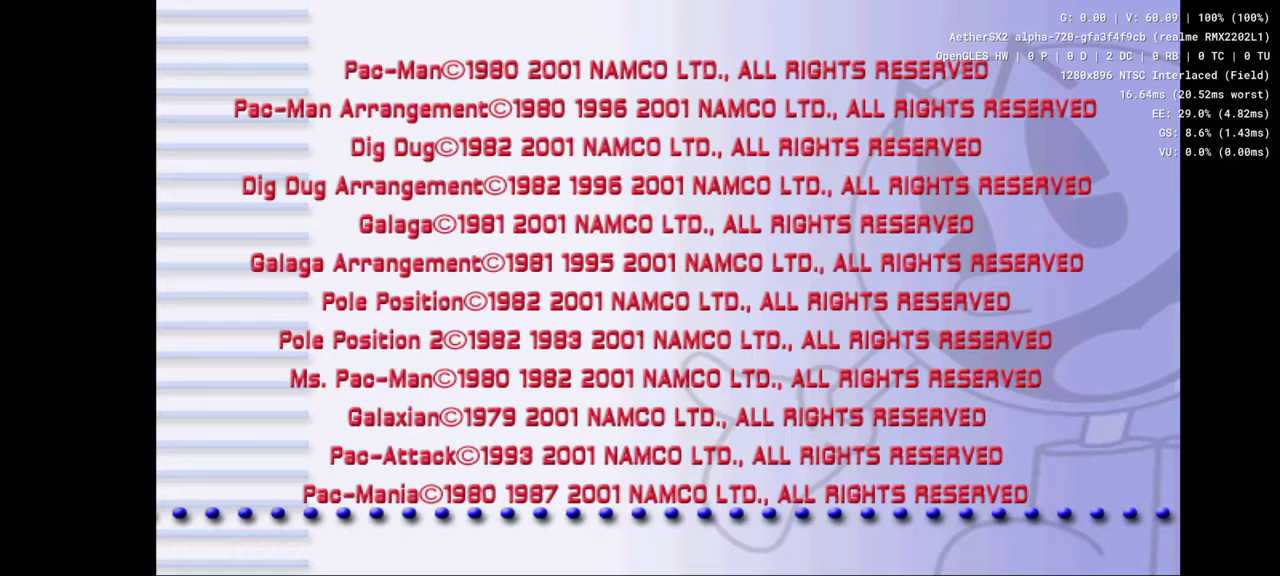 G: 0.00 | V: 60.09 | 100% (100%)
AetherSX2 alpha-720-gfa3f4f9cb (realme RMX2202L1)
OpenGLES HW | 0 P | 0 D | 2 DC | 0 RB | 0 TC | 0 TU
1280x896 NTSC Interlaced (Field)
16.64ms (20.52ms worst)
EE: 29.0% (4.82ms)
GS: 8.6% (1.43ms)
VU: 0.0% (0.00ms)
Pac-Man©1980 2001 NAMCO LTD., ALL RIGHTS RESERVED
Pac-Man Arrangement©1980 1996 2001 NAMCO LTD., ALL RIGHTS RESERVED
Dig Dug©1982 2001 NAMCO LTD., ALL RIGHTS RESERVED
Dig Dug Arrangement©1982 1996 2001 NAMCO LTD., ALL RIGHTS RESERVED
Galaga©1981 2001 NAMCO LTD., ALL RIGHTS RESERVED
Galaga Arrangement©1981 1995 2001 NAMCO LTD., ALL RIGHTS RESERVED
Pole Position©1982 2001 NAMCO LTD., ALL RIGHTS RESERVED
Pole Position 2©1982 1983 2001 NAMCO LTD., ALL RIGHTS RESERVED
Ms. Pac-Man©1980 1982 2001 NAMCO LTD., ALL RIGHTS RESERVED
Galaxian©1979 2001 NAMCO LTD., ALL RIGHTS RESERVED
Pac-Attack©1993 2001 NAMCO LTD., ALL RIGHTS RESERVED
Pac-Mania©1980 1987 2001 NAMCO LTD., ALL RIGHTS RESERVED